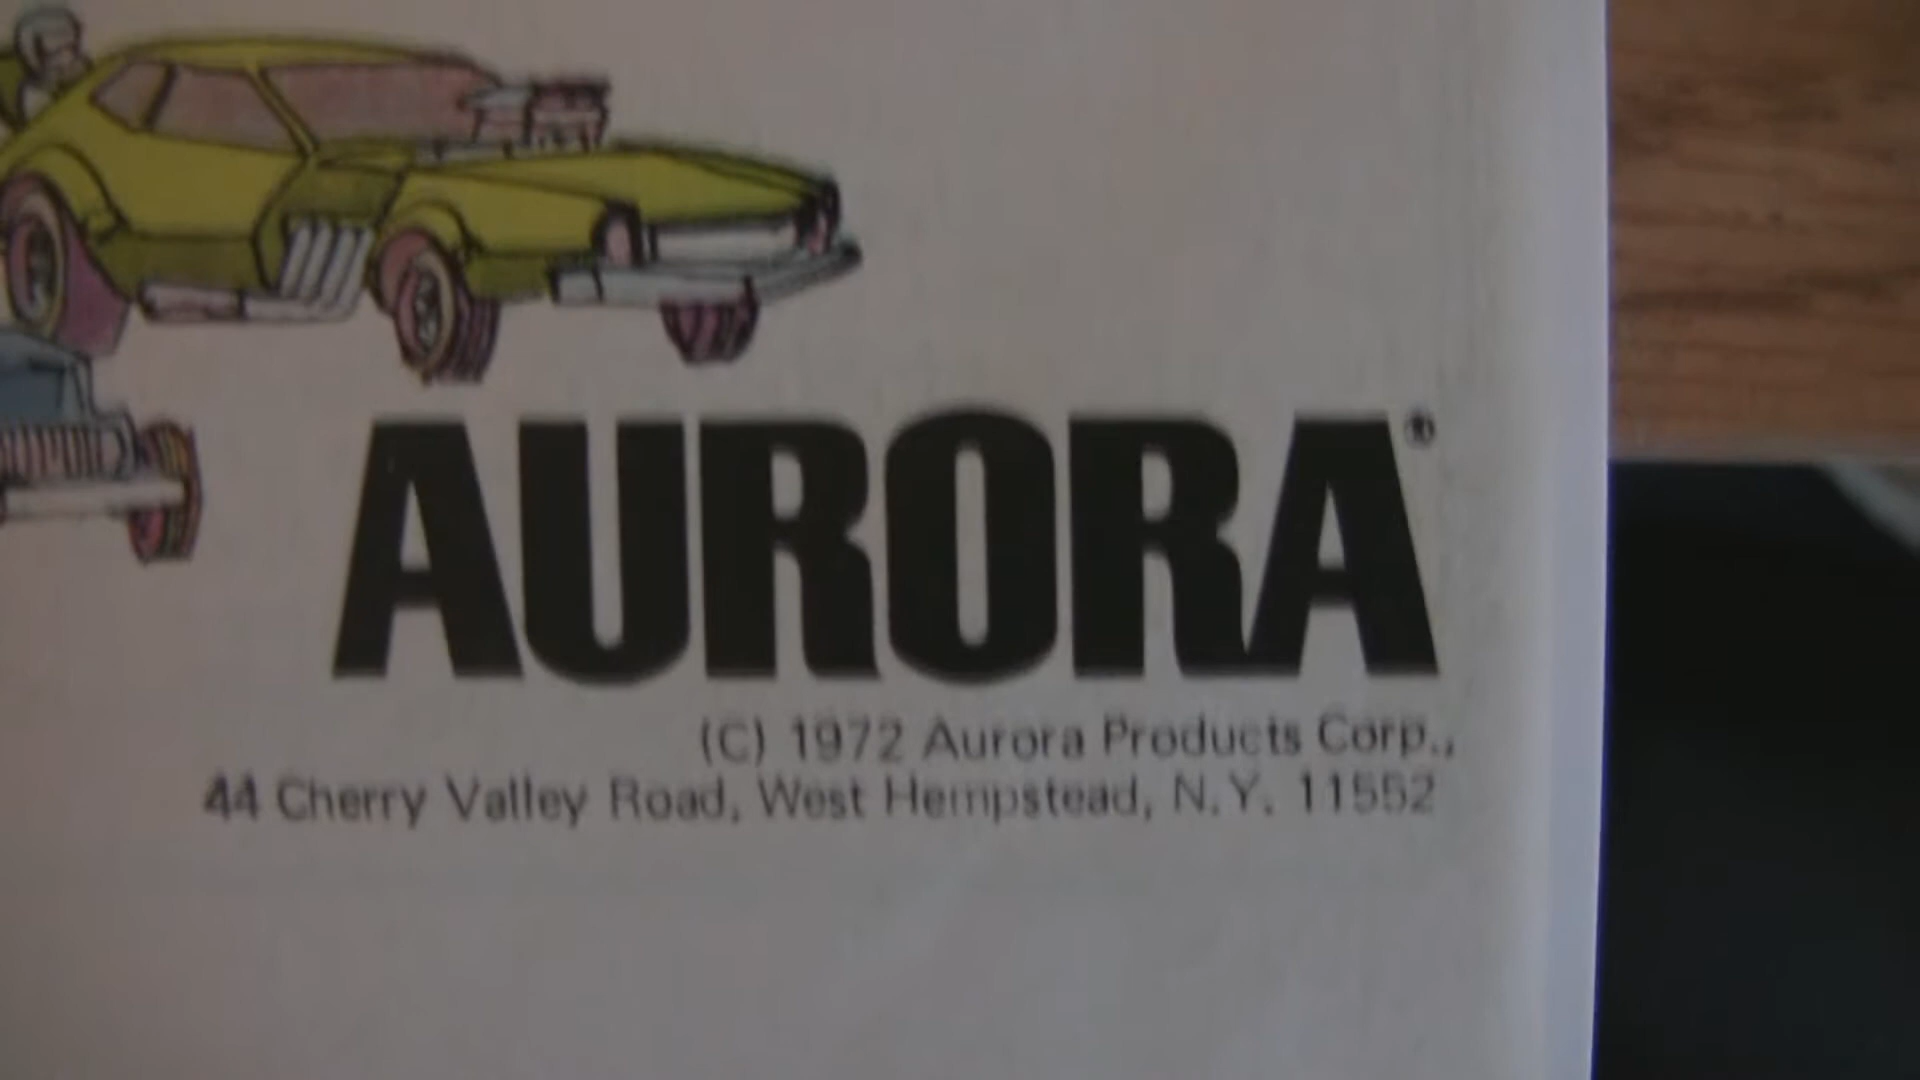 AURORA®
(C) 1972 Aurora Products Corp.,
44 Cherry Valley Road, West Hempstead, N.Y. 11552